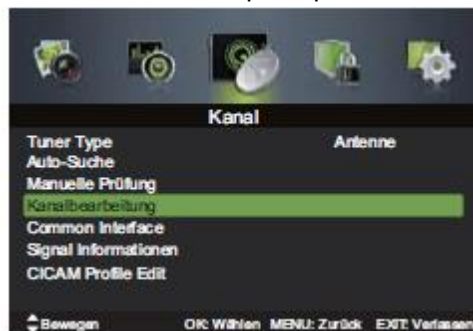 Kanal
Tuner Type Antenne
Auto-Suche
Manuelle Prüfung
Kanalbearbeitung
Common Interface
Signal Informationen
CICAM Profile Edit
Bewegen OK: Wählen MENU: Zurück EXIT: Verlassen